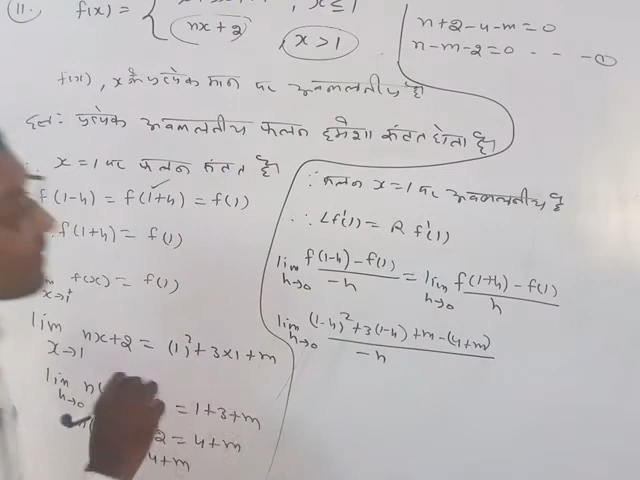 11. f(x) = { , x ≤ 1
nx + 2 , x > 1
f(x), x के प्रत्येक मान पर अवकलनीय है
हल: प्रत्येक अवकलनीय फलन हमेशा संतत होता है।
x = 1 पर फलन संतत है।
f(1-h) = f(1+h) = f(1)
f(1+h) = f(1)
f(x) = f(1)
x→1⁺
lim nx+2 = (1)² + 3×1 + m
x→1
lim n( = 1+3+m
h→0
2 = 4+m
4+m
n+2-4-m = 0
n-m-2 = 0 - - - ①
∵ फलन x = 1 पर अवकलनीय है
∴ Lf'(1) = R f'(1)
lim f(1-h) - f(1) / -h = lim f(1+h) - f(1) / h
h→0 h→0
lim (1-h)² + 3(1-h) + m - (4+m) / -h
h→0